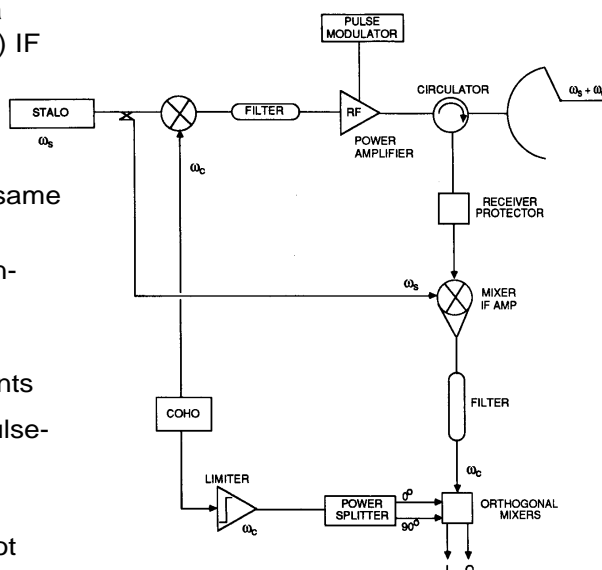 ) IF
same
n-
nts
ulse-
ot
PULSE
MODULATOR
STALO
ωs
FILTER
RF
POWER
AMPLIFIER
CIRCULATOR
ωs + ω
ωc
RECEIVER
PROTECTOR
ωs
MIXER
IF AMP
COHO
FILTER
LIMITER
ωc
POWER
SPLITTER
0°
90°
ωc
ORTHOGONAL
MIXERS